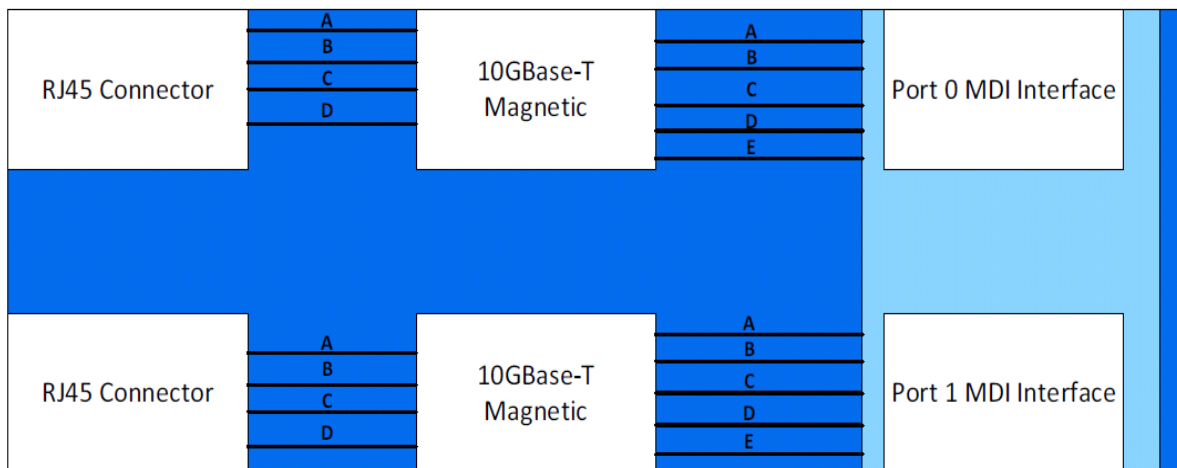 A
B
C
D
RJ45 Connector
10GBase-T
Magnetic
A
B
C
D
E
Port 0 MDI Interface
A
B
C
D
RJ45 Connector
10GBase-T
Magnetic
A
B
C
D
E
Port 1 MDI Interface